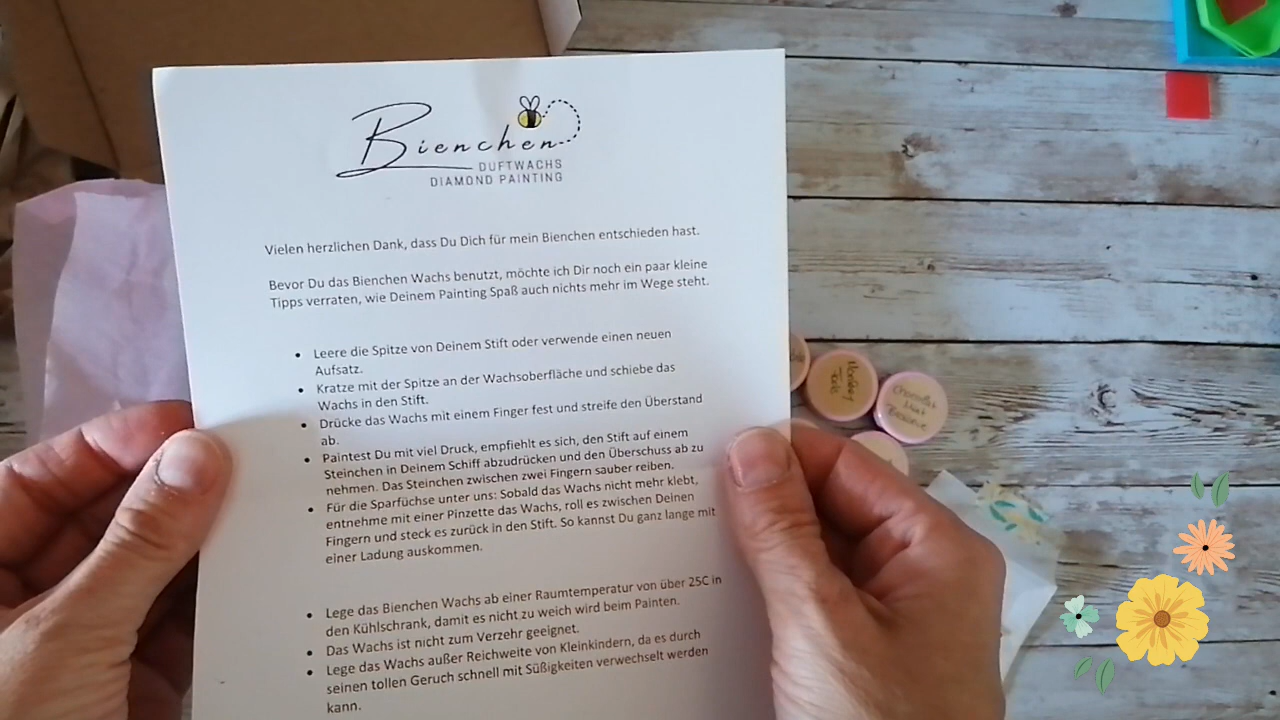 Bienchen
DUFTWACHS
DIAMOND PAINTING
Vielen herzlichen Dank, dass Du Dich für mein Bienchen entschieden hast.
Bevor Du das Bienchen Wachs benutzt, möchte ich Dir noch ein paar kleine
Tipps verraten, wie Deinem Painting Spaß auch nichts mehr im Wege steht.
• Leere die Spitze von Deinem Stift oder verwende einen neuen
Aufsatz.
• Kratze mit der Spitze an der Wachsoberfläche und schiebe das
Wachs in den Stift.
• Drücke das Wachs mit einem Finger fest und streife den Überstand
ab.
• Paintest Du mit viel Druck, empfiehlt es sich, den Stift auf einem
Steinchen in Deinem Schiff abzudrücken und den Überschuss ab zu
nehmen. Das Steinchen zwischen zwei Fingern sauber reiben.
• Für die Sparfüchse unter uns: Sobald das Wachs nicht mehr klebt,
entnehme mit einer Pinzette das Wachs, roll es zwischen Deinen
Fingern und steck es zurück in den Stift. So kannst Du ganz lange mit
einer Ladung auskommen.
• Lege das Bienchen Wachs ab einer Raumtemperatur von über 25C in
den Kühlschrank, damit es nicht zu weich wird beim Painten.
• Das Wachs ist nicht zum Verzehr geeignet.
• Lege das Wachs außer Reichweite von Kleinkindern, da es durch
seinen tollen Geruch schnell mit Süßigkeiten verwechselt werden
kann.
Monkey